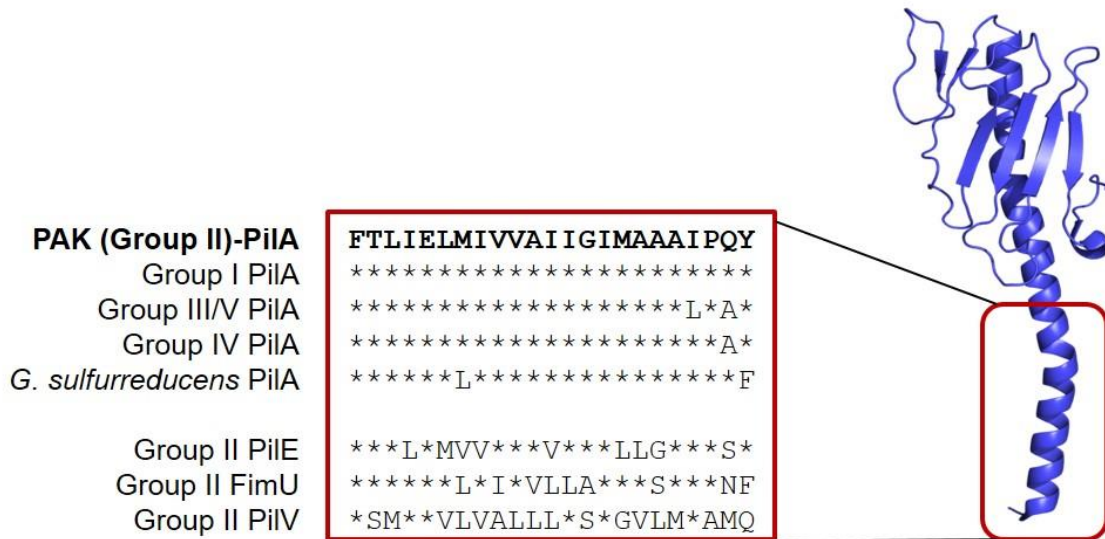 PAK (Group II)-PilA FTLIELMIVVAIIGIMAAAIPQY
Group I PilA ***********************
Group III/V PilA *******************L*A*
Group IV PilA *********************A*
G. sulfurreducens PilA ******L***************F
Group II PilE ***L*MVV***V***LLG***S*
Group II FimU ******L*I*VLLA***S***NF
Group II PilV *SM**VLVALLL*S*GVLM*AMQ